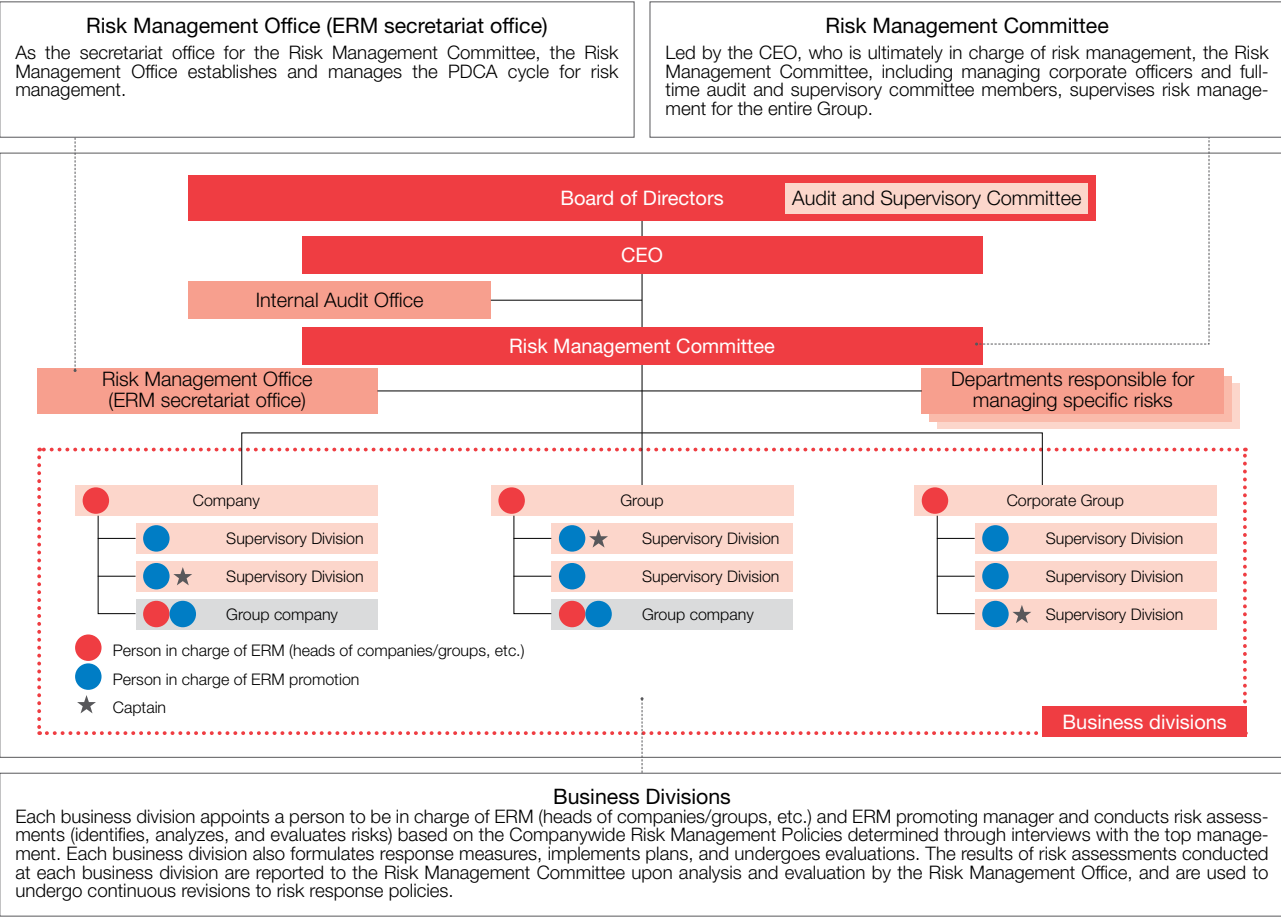 Risk Management Office (ERM secretariat office)
As the secretariat office for the Risk Management Committee, the Risk
Management Office establishes and manages the PDCA cycle for risk
management.
Risk Management Committee
Led by the CEO, who is ultimately in charge of risk management, the Risk
Management Committee, including managing corporate officers and full-
time audit and supervisory committee members, supervises risk manage-
ment for the entire Group.
Board of Directors
Audit and Supervisory Committee
CEO
Internal Audit Office
Risk Management Committee
Risk Management Office
(ERM secretariat office)
Departments responsible for
managing specific risks
Company
Supervisory Division
Supervisory Division
Group company
Group
Supervisory Division
Supervisory Division
Group company
Corporate Group
Supervisory Division
Supervisory Division
Supervisory Division
Person in charge of ERM (heads of companies/groups, etc.)
Person in charge of ERM promotion
Captain
Business divisions
Business Divisions
Each business division appoints a person to be in charge of ERM (heads of companies/groups, etc.) and ERM promoting manager and conducts risk assess-
ments (identifies, analyzes, and evaluates risks) based on the Companywide Risk Management Policies determined through interviews with the top manage-
ment. Each business division also formulates response measures, implements plans, and undergoes evaluations. The results of risk assessments conducted
at each business division are reported to the Risk Management Committee upon analysis and evaluation by the Risk Management Office, and are used to
undergo continuous revisions to risk response policies.